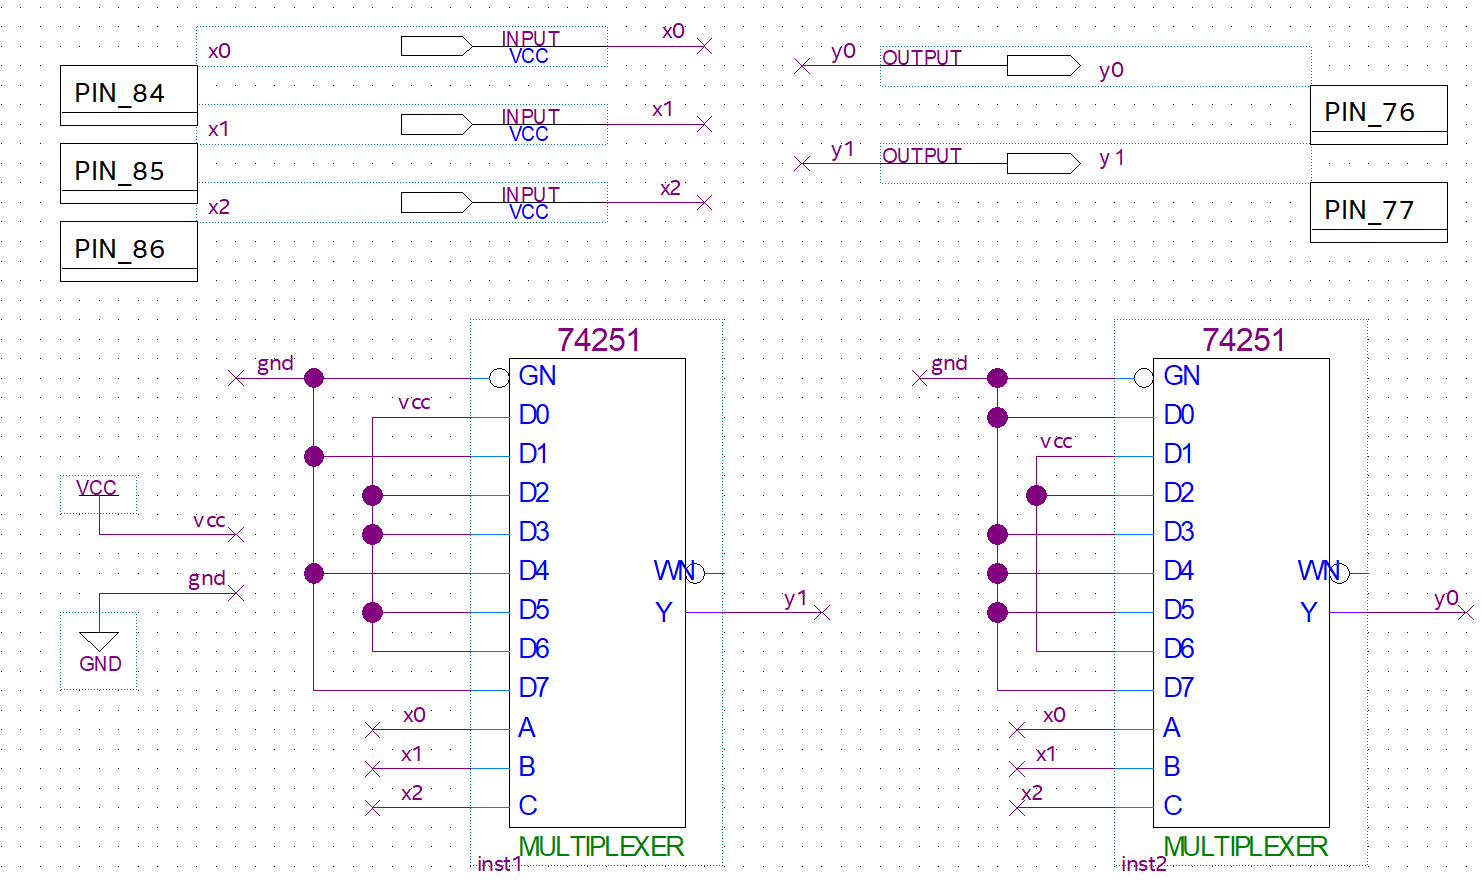 x0
INPUT
VCC
x0
PIN_84
x1
INPUT
VCC
x1
PIN_85
x2
INPUT
VCC
x2
PIN_86
y0
OUTPUT
y0
PIN_76
y1
OUTPUT
y1
PIN_77
VCC
vcc
gnd
GND
74251
gnd
GN
vcc
D0
D1
D2
D3
D4
WN
D5
Y
y1
D6
D7
x0
A
x1
B
x2
C
MULTIPLEXER
inst1
74251
gnd
GN
D0
vcc
D1
D2
D3
D4
WN
D5
Y
y0
D6
D7
x0
A
x1
B
x2
C
MULTIPLEXER
inst2